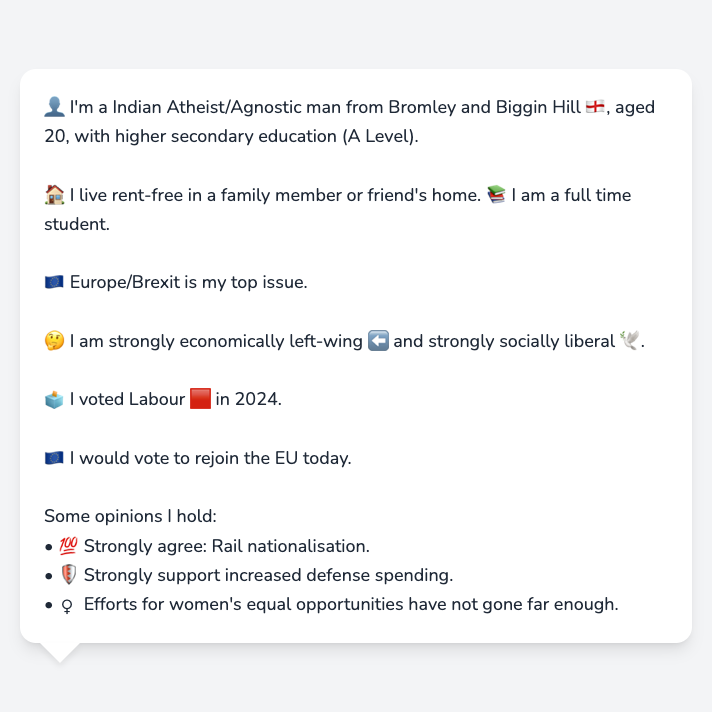 👤 I'm a Indian Atheist/Agnostic man from Bromley and Biggin Hill 🏴󠁧󠁢󠁥󠁮󠁧󠁿, aged
20, with higher secondary education (A Level).
🏠 I live rent-free in a family member or friend's home. 📚 I am a full time
student.
🇪🇺 Europe/Brexit is my top issue.
🤔 I am strongly economically left-wing ⬅️ and strongly socially liberal 🕊️.
🗳️ I voted Labour 🟥 in 2024.
🇪🇺 I would vote to rejoin the EU today.
Some opinions I hold:
• 💯 Strongly agree: Rail nationalisation.
• 🛡️ Strongly support increased defense spending.
• ♀ Efforts for women's equal opportunities have not gone far enough.